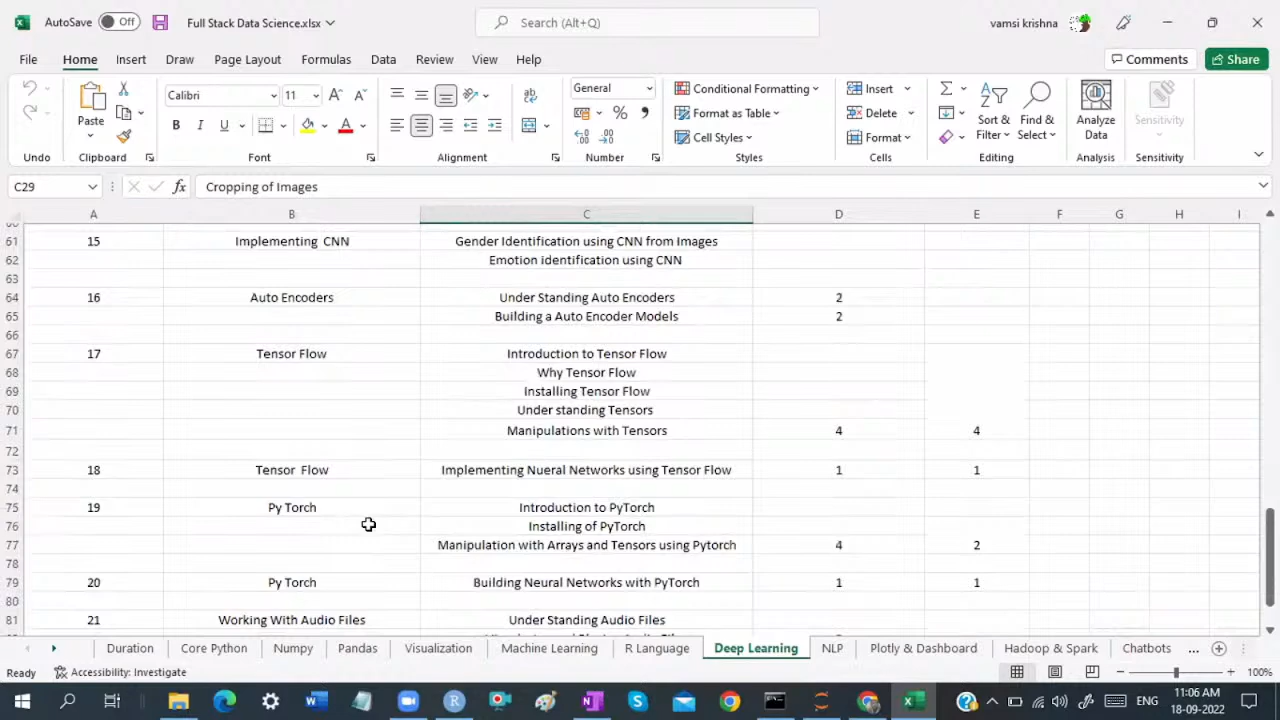 AutoSave Off Full Stack Data Science.xlsx Search (Alt+Q) vamsi krishna
File Home Insert Draw Page Layout Formulas Data Review View Help Comments Share
Calibri 11 General Conditional Formatting Insert
Paste Format as Table Delete Sort & Filter Find & Select Analyze Data Sensitivity
B I U A % Cell Styles Format
Undo Clipboard Font Alignment Number Styles Cells Editing Analysis Sensitivity
C29 fx Cropping of Images
A B C D E F G H I
61 15 Implementing CNN Gender Identification using CNN from Images
62 Emotion identification using CNN
63
64 16 Auto Encoders Under Standing Auto Encoders 2
65 Building a Auto Encoder Models 2
66
67 17 Tensor Flow Introduction to Tensor Flow
68 Why Tensor Flow
69 Installing Tensor Flow
70 Under standing Tensors
71 Manipulations with Tensors 4 4
72
73 18 Tensor Flow Implementing Nueral Networks using Tensor Flow 1 1
74
75 19 Py Torch Introduction to PyTorch
76 Installing of PyTorch
77 Manipulation with Arrays and Tensors using Pytorch 4 2
78
79 20 Py Torch Building Neural Networks with PyTorch 1 1
80
81 21 Working With Audio Files Under Standing Audio Files
Duration Core Python Numpy Pandas Visualization Machine Learning R Language Deep Learning NLP Plotly & Dashboard Hadoop & Spark Chatbots ...
Ready Accessibility: Investigate 100%
ENG 11:06 AM
18-09-2022